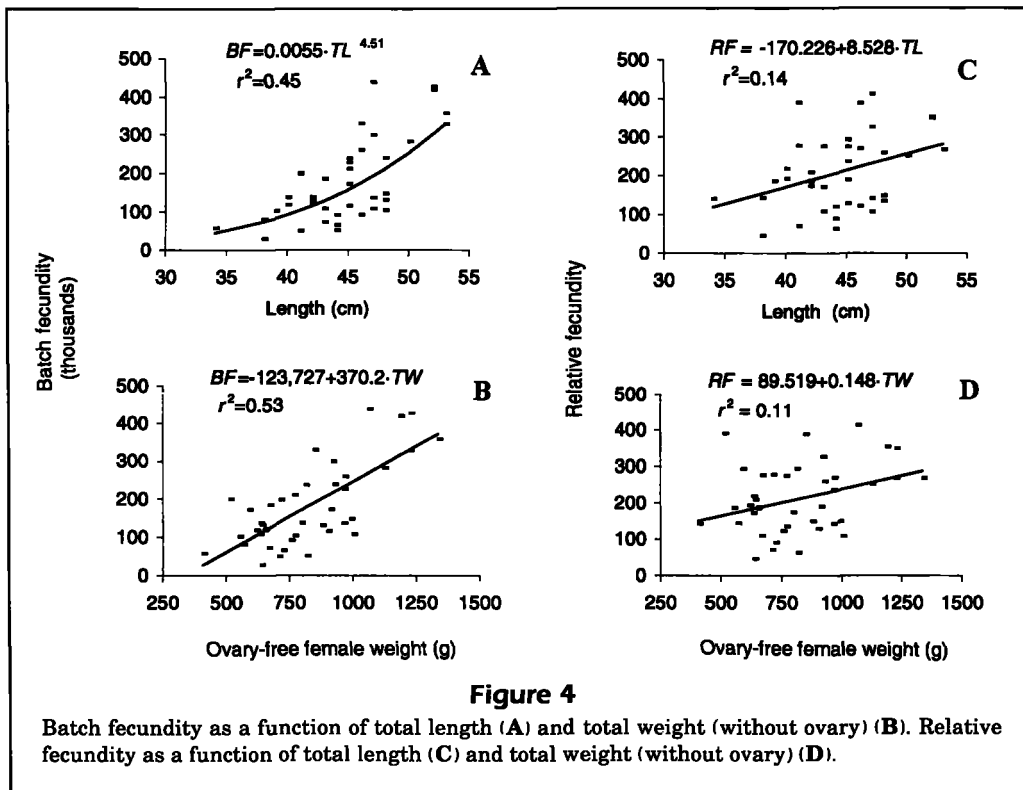 BF=0.0055·TL 4.51
r²=0.45
A
500
400
300
200
100
0
30 35 40 45 50 55
Length (cm)
RF = -170.226+8.528·TL
r²=0.14
C
500
400
300
200
100
0
30 35 40 45 50 55
Length (cm)
Batch fecundity
(thousands)
Relative fecundity
BF=-123,727+370.2·TW
r²=0.53
B
500
400
300
200
100
0
250 500 750 1000 1250 1500
Ovary-free female weight (g)
RF = 89.519+0.148·TW
r² = 0.11
D
500
400
300
200
100
0
250 500 750 1000 1250 1500
Ovary-free female weight (g)
Figure 4
Batch fecundity as a function of total length (A) and total weight (without ovary) (B). Relative
fecundity as a function of total length (C) and total weight (without ovary) (D).